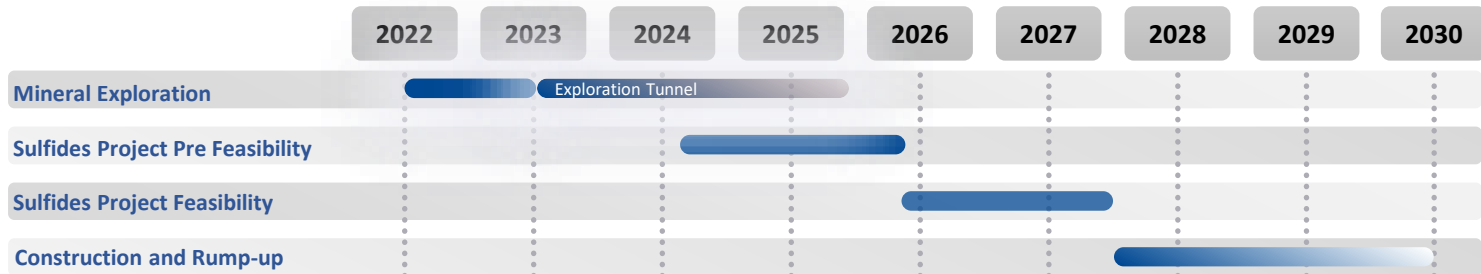 2022 2023 2024 2025 2026 2027 2028 2029 2030
Mineral Exploration Exploration Tunnel
Sulfides Project Pre Feasibility
Sulfides Project Feasibility
Construction and Rump-up